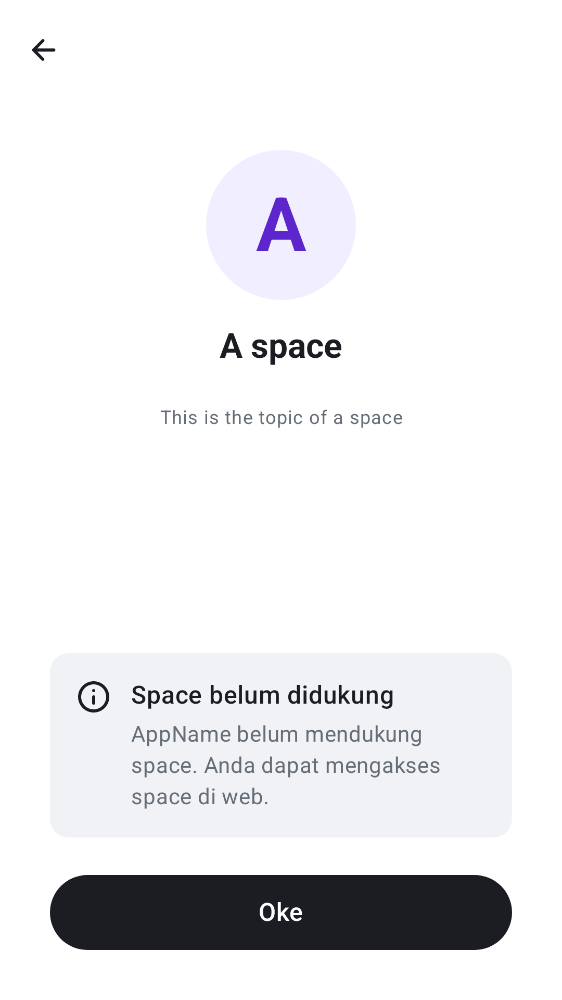 A
A space
This is the topic of a space
Space belum didukung
AppName belum mendukung
space. Anda dapat mengakses
space di web.
Oke